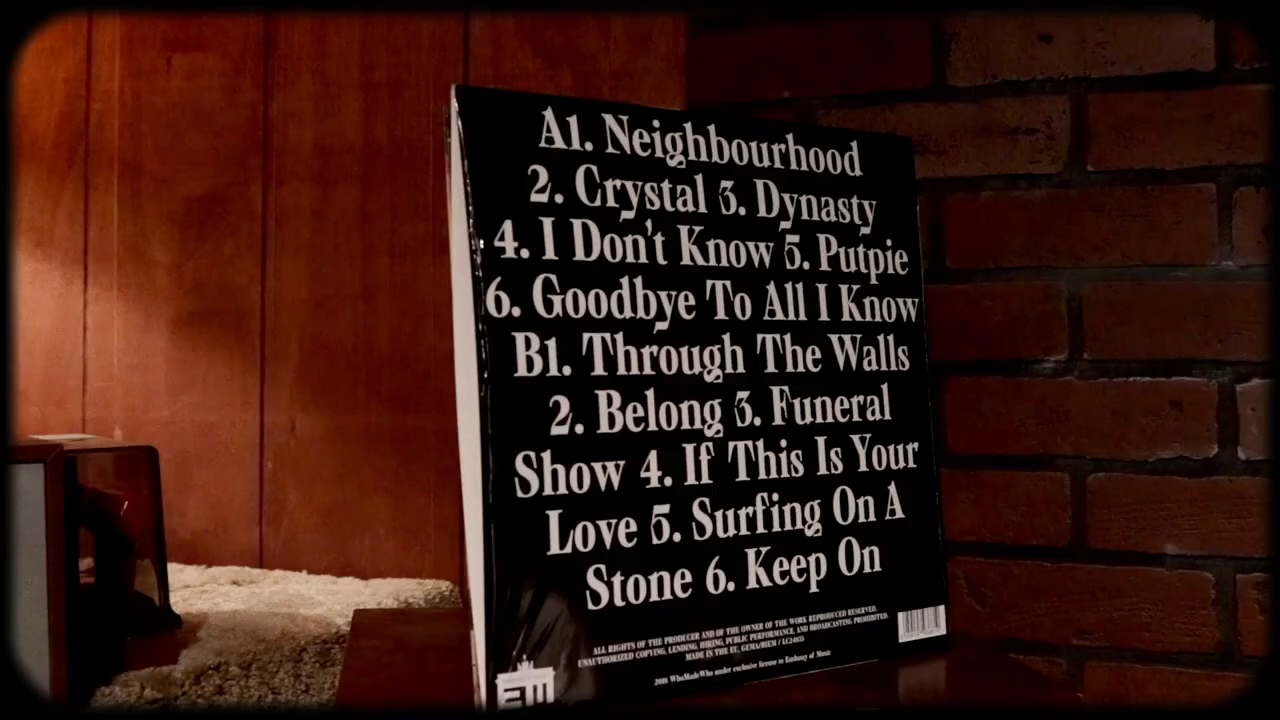 A1. Neighbourhood
2. Crystal 3. Dynasty
4. I Don't Know 5. Putpie
6. Goodbye To All I Know
B1. Through The Walls
2. Belong 3. Funeral
Show 4. If This Is Your
Love 5. Surfing On A
Stone 6. Keep On
ALL RIGHTS OF THE PRODUCER AND OF THE OWNER OF THE WORK REPRODUCED RESERVED.
UNAUTHORIZED COPYING, LENDING, HIRING, PUBLIC PERFORMANCE, AND BROADCASTING PROHIBITED.
MADE IN THE EU. GEMA/BIEM / LC24835
2018 WhoMadeWho under exclusive license to Embassy of Music